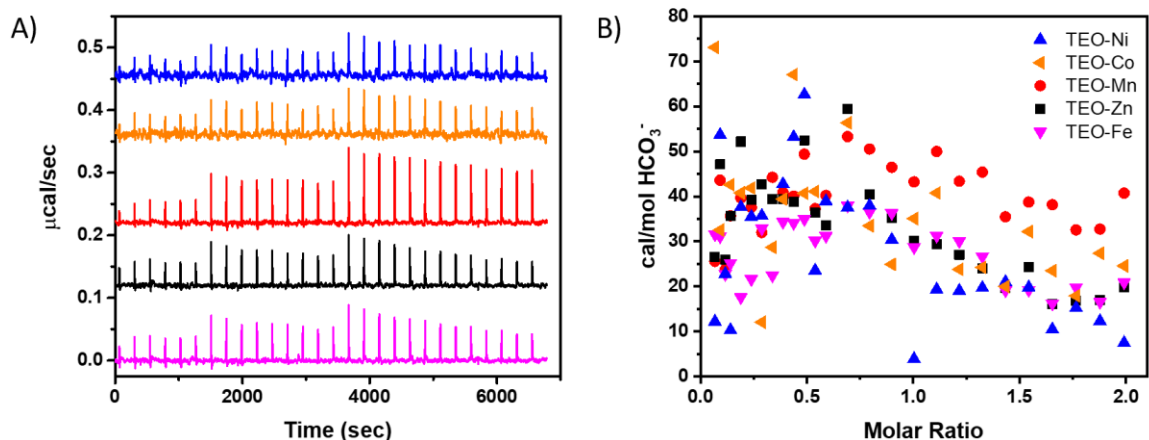 A)
μcal/sec
0.5
0.4
0.3
0.2
0.1
0.0
0
2000
4000
6000
Time (sec)
B)
cal/mol HCO₃⁻
80
70
60
50
40
30
20
10
0
TEO-Ni
TEO-Co
TEO-Mn
TEO-Zn
TEO-Fe
0.0
0.5
1.0
1.5
2.0
Molar Ratio